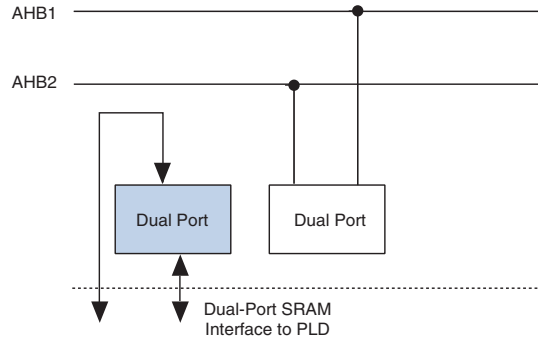 AHB1
AHB2
Dual Port
Dual Port
Dual-Port SRAM
Interface to PLD